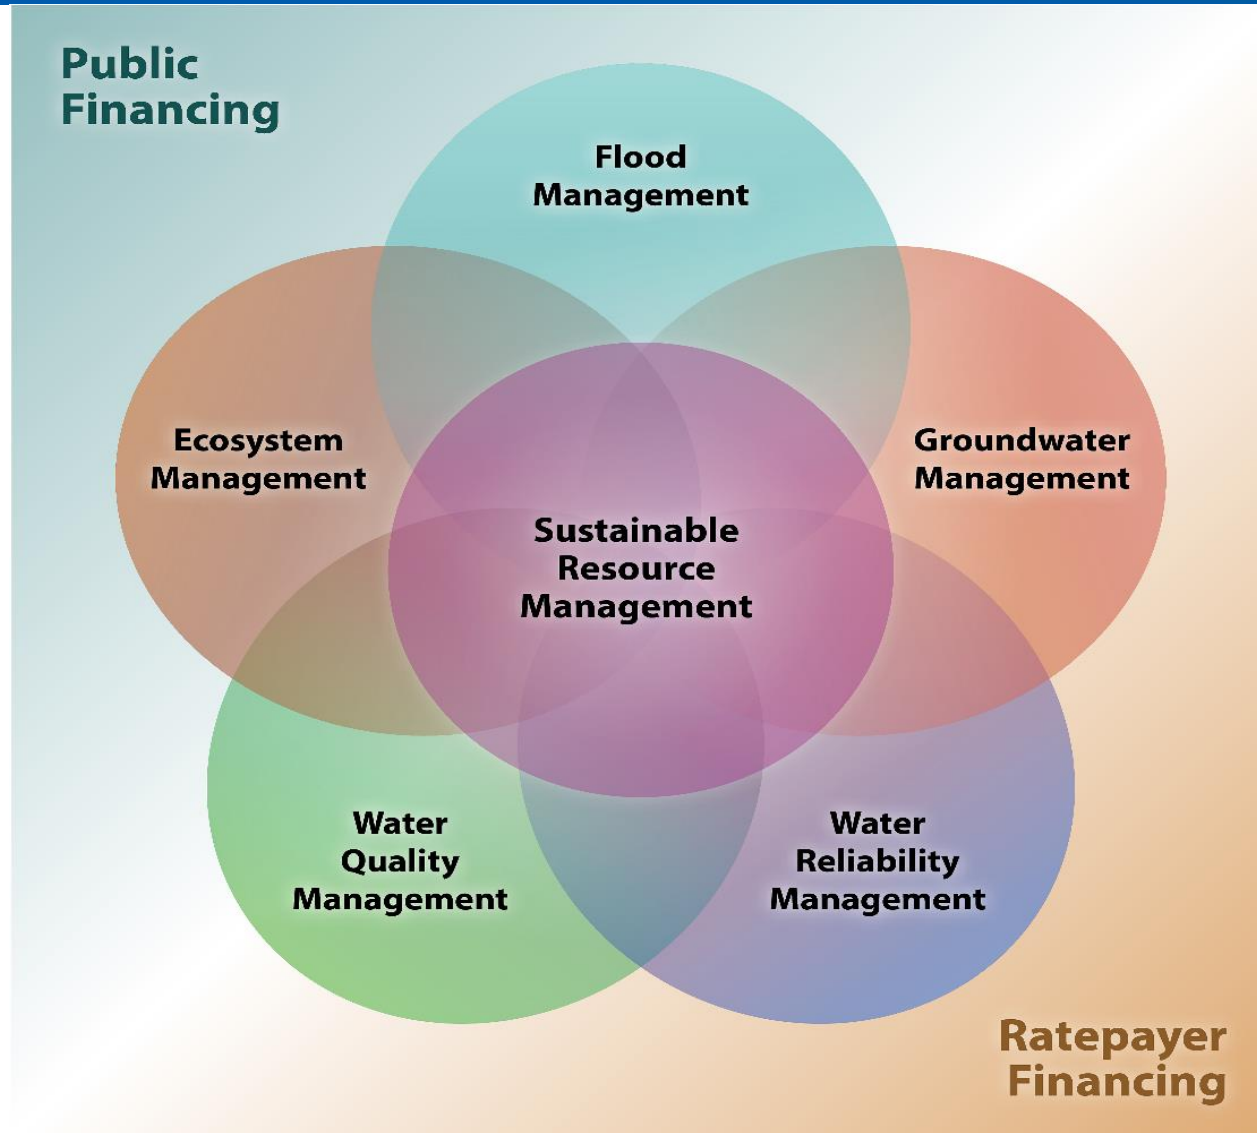 Public
Financing
Flood
Management
Ecosystem
Management
Groundwater
Management
Sustainable
Resource
Management
Water
Quality
Management
Water
Reliability
Management
Ratepayer
Financing